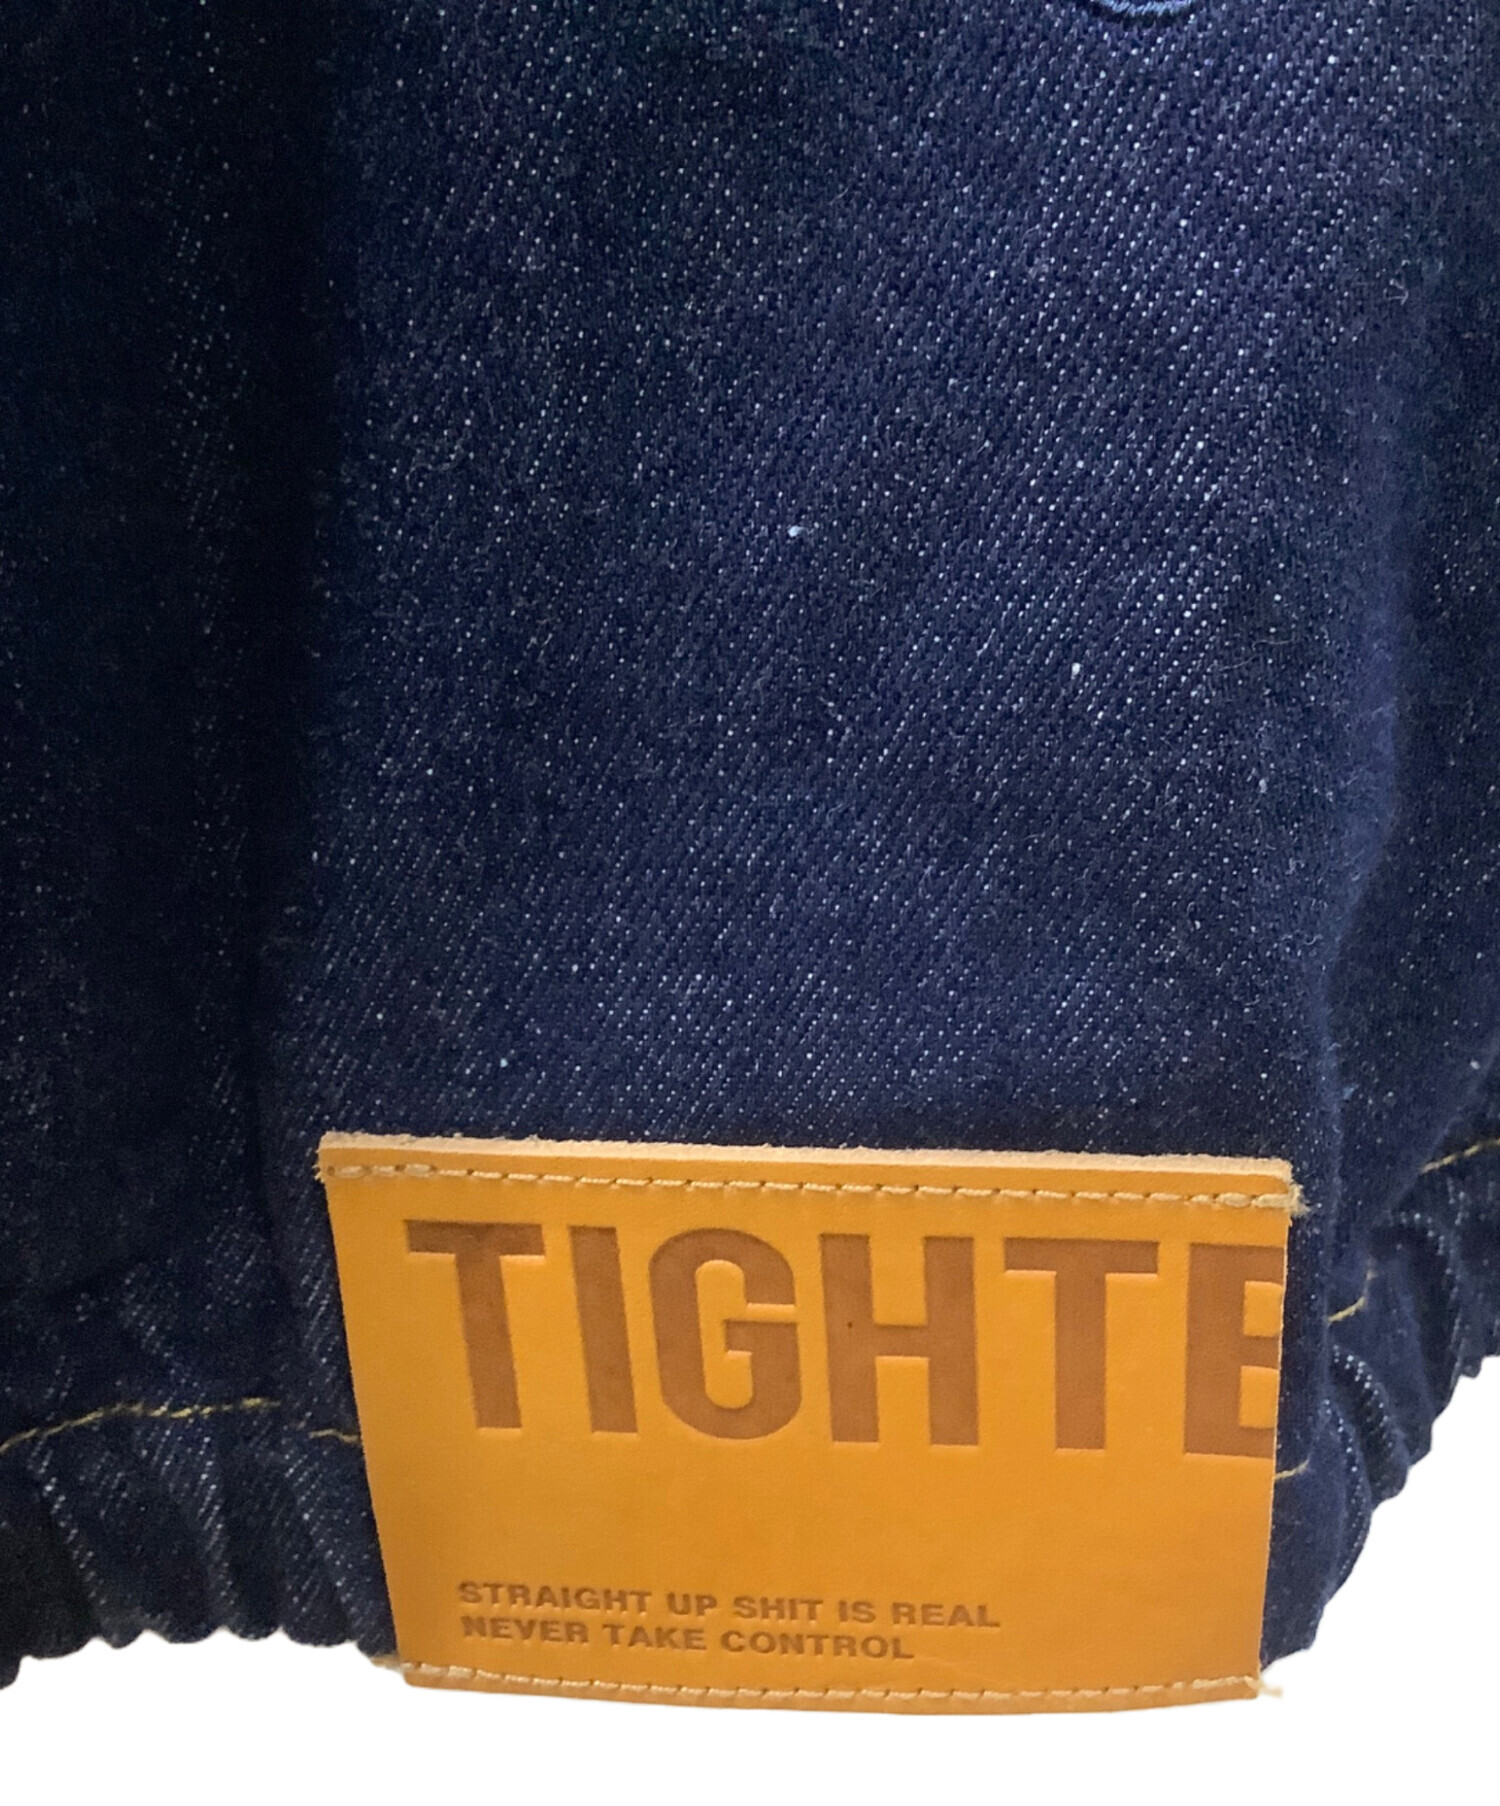 TIGHTE
STRAIGHT UP SHIT IS REAL
NEVER TAKE CONTROL